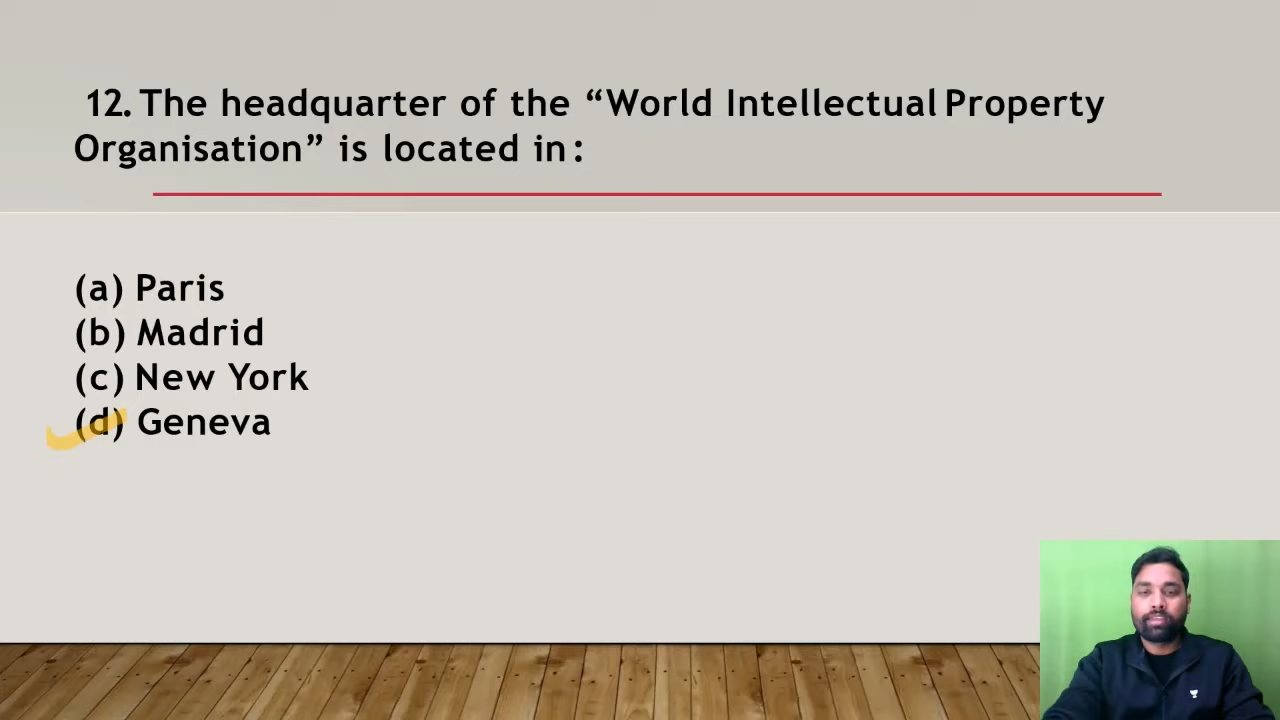 12. The headquarter of the “World Intellectual Property
Organisation” is located in:
(a) Paris
(b) Madrid
(c) New York
(d) Geneva